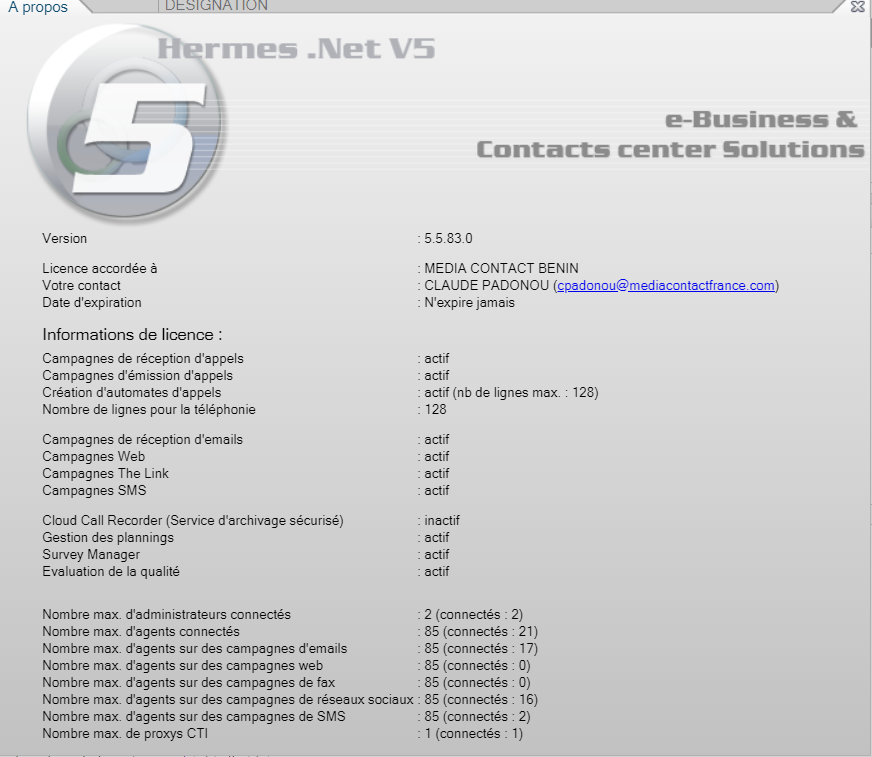 A propos
DESIGNATION
Hermes .Net V5
5
e-Business &
Contacts center Solutions
Version : 5.5.83.0
Licence accordée à : MEDIA CONTACT BENIN
Votre contact : CLAUDE PADONOU (cpadonou@mediacontactfrance.com)
Date d'expiration : N'expire jamais
Informations de licence :
Campagnes de réception d'appels : actif
Campagnes d'émission d'appels : actif
Création d'automates d'appels : actif (nb de lignes max. : 128)
Nombre de lignes pour la téléphonie : 128
Campagnes de réception d'emails : actif
Campagnes Web : actif
Campagnes The Link : actif
Campagnes SMS : actif
Cloud Call Recorder (Service d'archivage sécurisé) : inactif
Gestion des plannings : actif
Survey Manager : actif
Evaluation de la qualité : actif
Nombre max. d'administrateurs connectés : 2 (connectés : 2)
Nombre max. d'agents connectés : 85 (connectés : 21)
Nombre max. d'agents sur des campagnes d'emails : 85 (connectés : 17)
Nombre max. d'agents sur des campagnes web : 85 (connectés : 0)
Nombre max. d'agents sur des campagnes de fax : 85 (connectés : 0)
Nombre max. d'agents sur des campagnes de réseaux sociaux : 85 (connectés : 16)
Nombre max. d'agents sur des campagnes de SMS : 85 (connectés : 2)
Nombre max. de proxys CTI : 1 (connectés : 1)